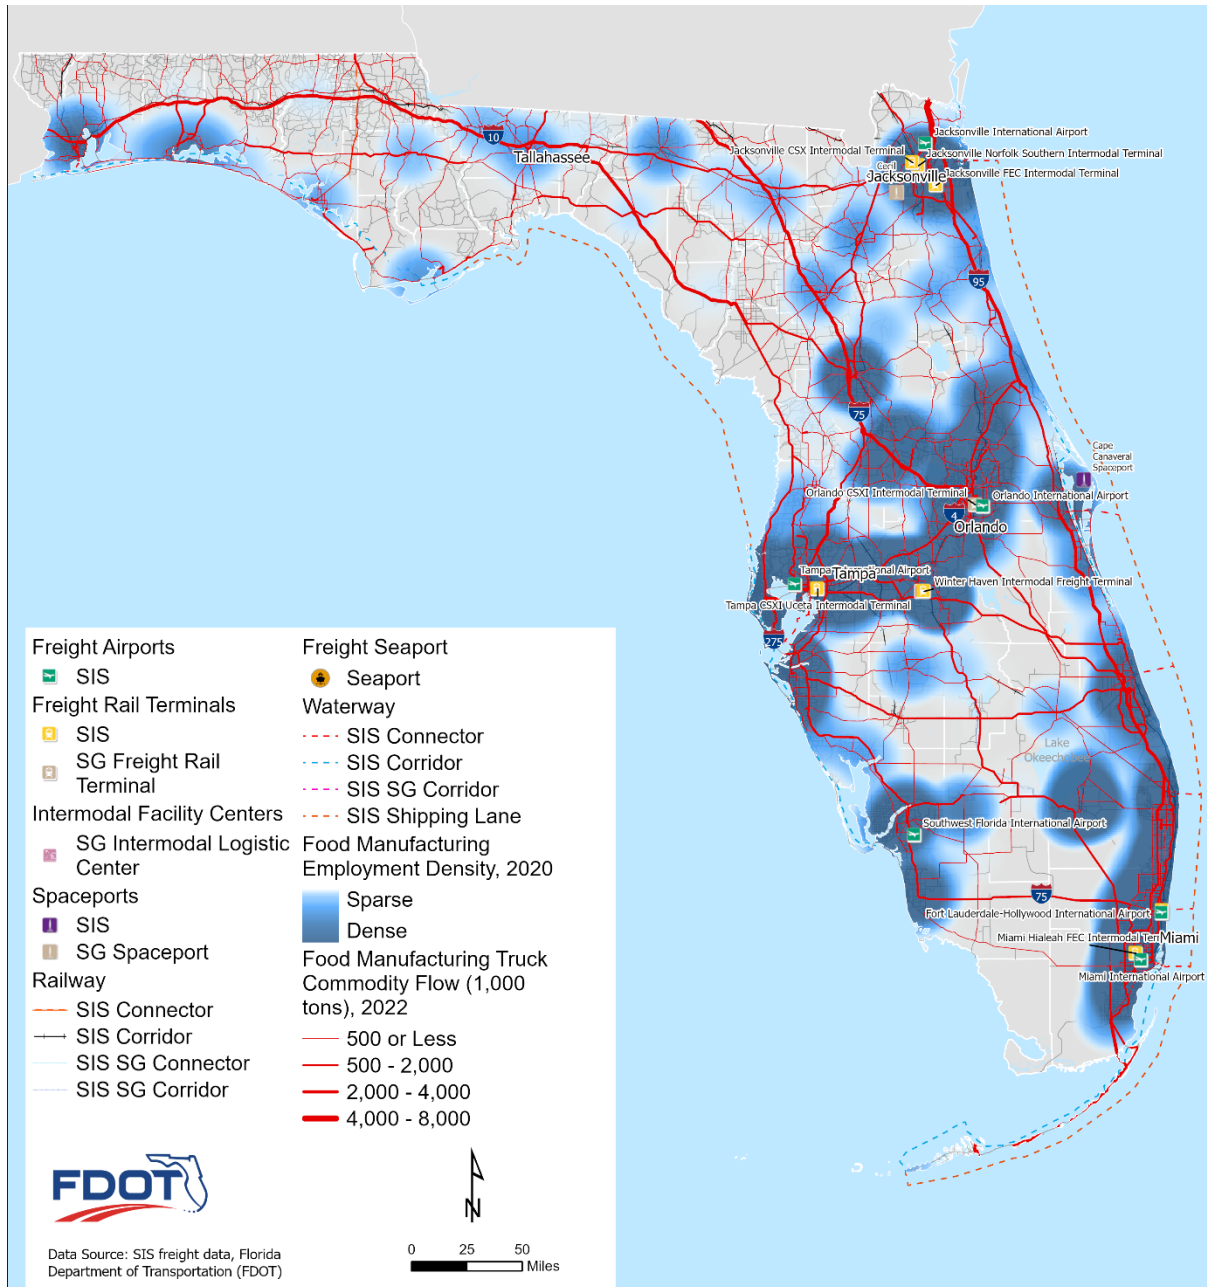 Jacksonville International Airport
Jacksonville CSX Intermodal Terminal
Jacksonville Norfolk Southern Intermodal Terminal
Cecil
Jacksonville
Jacksonville FEC Intermodal Terminal
10
Tallahassee
95
75
Cape
Canaveral
Spaceport
Orlando CSXI Intermodal Terminal
Orlando International Airport
4
Orlando
Tampa International Airport
Tampa
Winter Haven Intermodal Freight Terminal
Tampa CSXI Uceta Intermodal Terminal
275
Lake
Okeechobee
Southwest Florida International Airport
75
Fort Lauderdale-Hollywood International Airport
Miami Hialeah FEC Intermodal Ter
Miami
Miami International Airport
Freight Airports
SIS
Freight Rail Terminals
SIS
SG Freight Rail
Terminal
Intermodal Facility Centers
SG Intermodal Logistic
Center
Spaceports
SIS
SG Spaceport
Railway
SIS Connector
SIS Corridor
SIS SG Connector
SIS SG Corridor
Freight Seaport
Seaport
Waterway
SIS Connector
SIS Corridor
SIS SG Corridor
SIS Shipping Lane
Food Manufacturing
Employment Density, 2020
Sparse
Dense
Food Manufacturing Truck
Commodity Flow (1,000
tons), 2022
500 or Less
500 - 2,000
2,000 - 4,000
4,000 - 8,000
FDOT
N
Data Source: SIS freight data, Florida
Department of Transportation (FDOT)
0 25 50
Miles